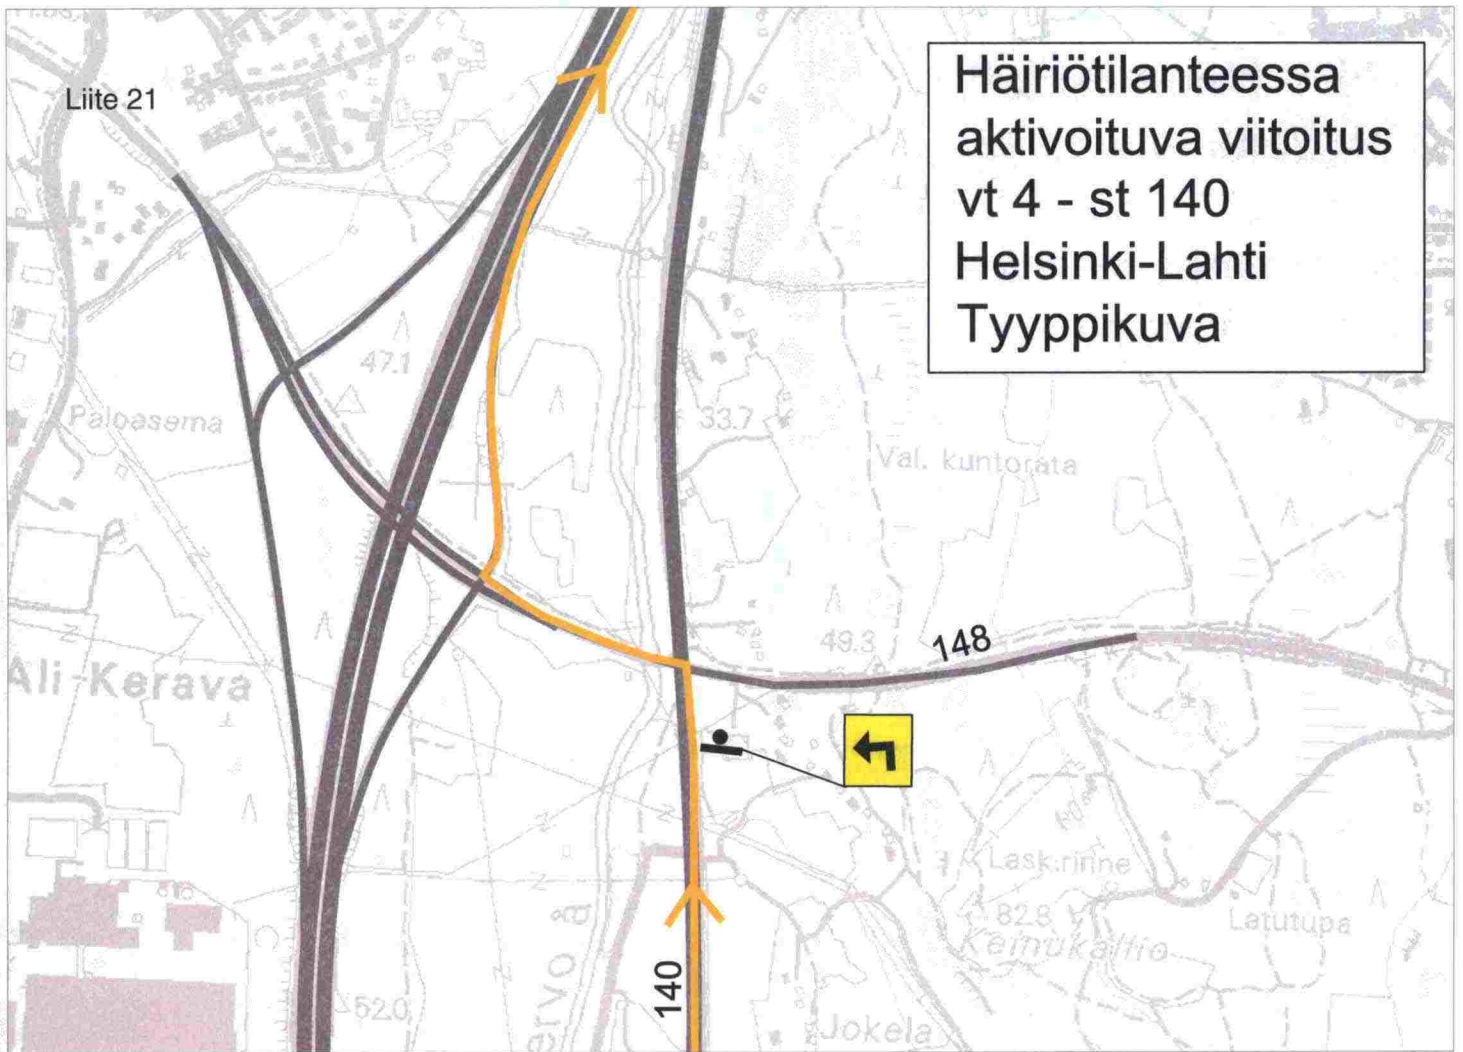 Liite 21
Häiriötilanteessa
aktivoituva viitoitus
vt 4 - st 140
Helsinki-Lahti
Tyyppikuva
47.1
Paloasema
33.7
Val. kuntorata
49.3
148
Ali-Kerava
Lask.rinne
82.8
Keinukallio
Latutupa
140
52.0
ervo å
Jokela